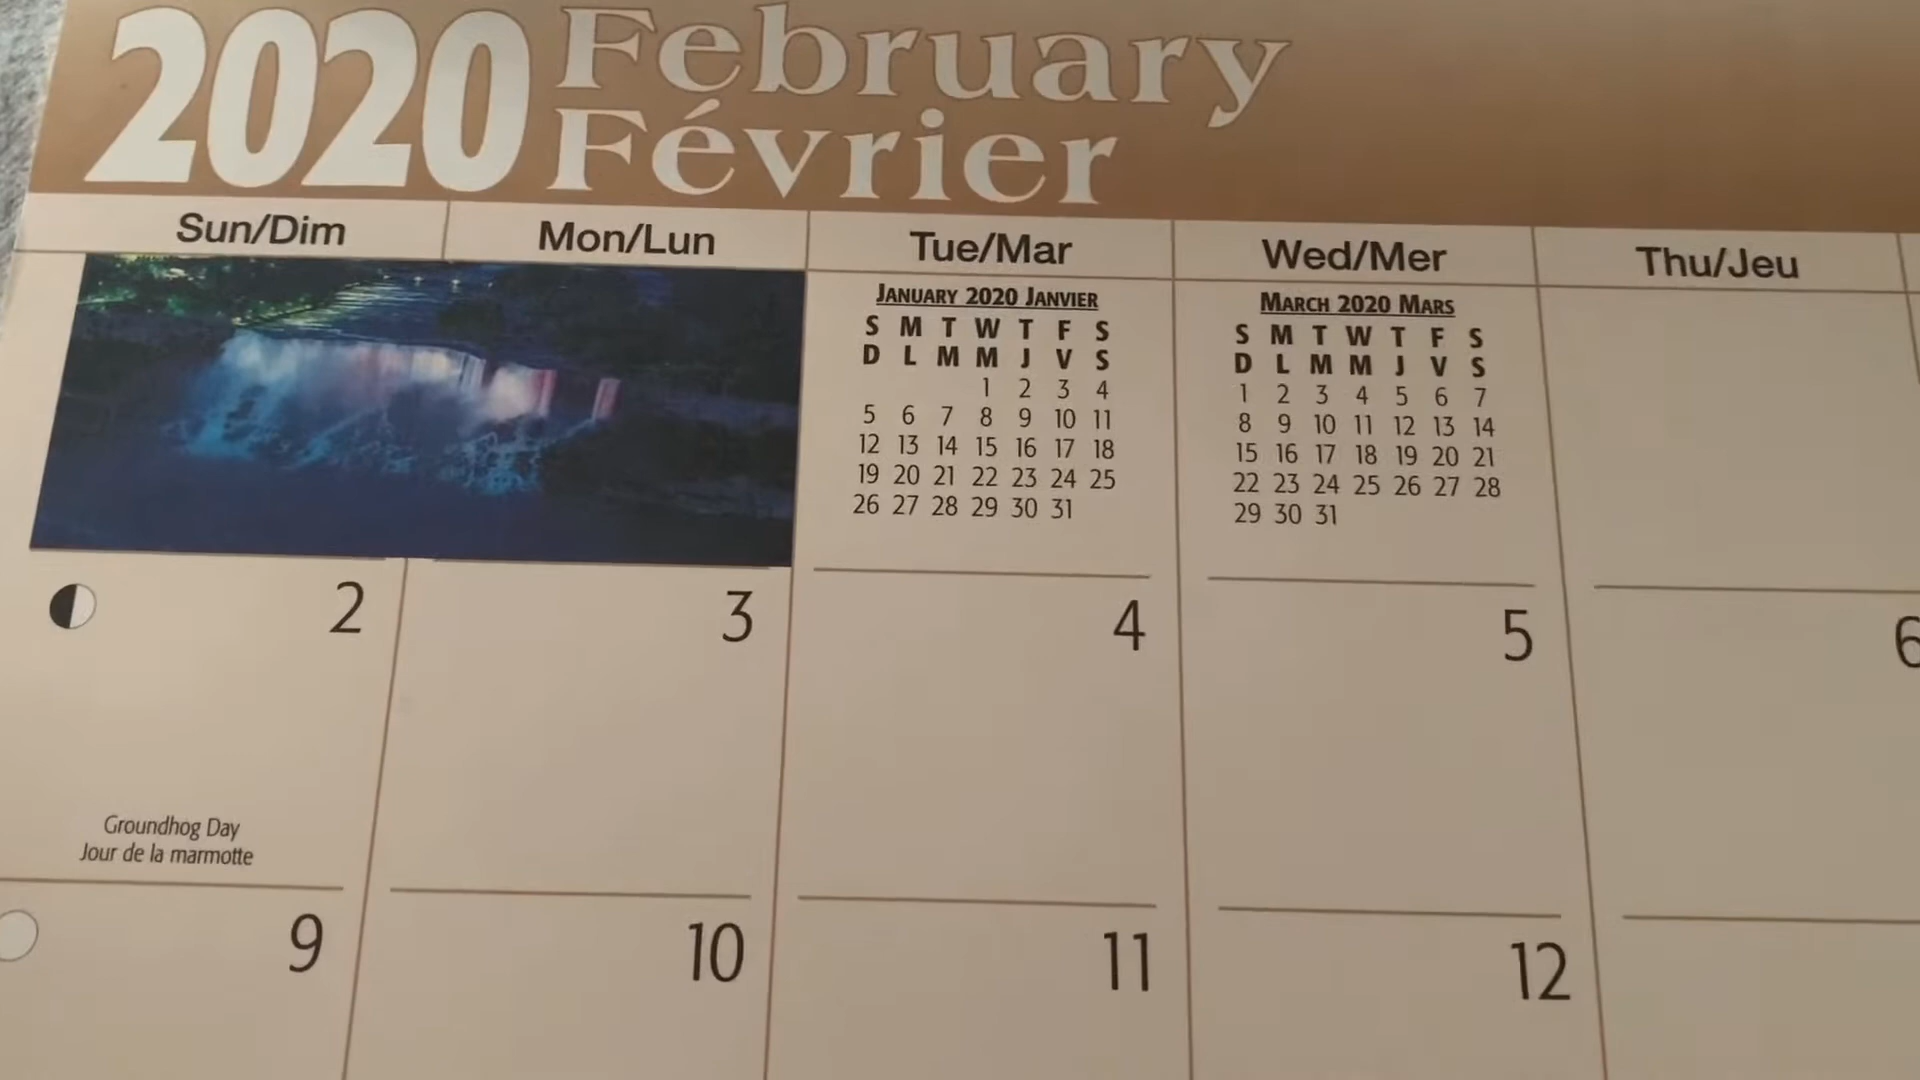 2020 February
Février
Sun/Dim Mon/Lun Tue/Mar Wed/Mer Thu/Jeu
January 2020 Janvier
S M T W T F S
D L M M J V S
1 2 3 4
5 6 7 8 9 10 11
12 13 14 15 16 17 18
19 20 21 22 23 24 25
26 27 28 29 30 31
March 2020 Mars
S M T W T F S
D L M M J V S
1 2 3 4 5 6 7
8 9 10 11 12 13 14
15 16 17 18 19 20 21
22 23 24 25 26 27 28
29 30 31
2 3 4 5 6
Groundhog Day
Jour de la marmotte
9 10 11 12